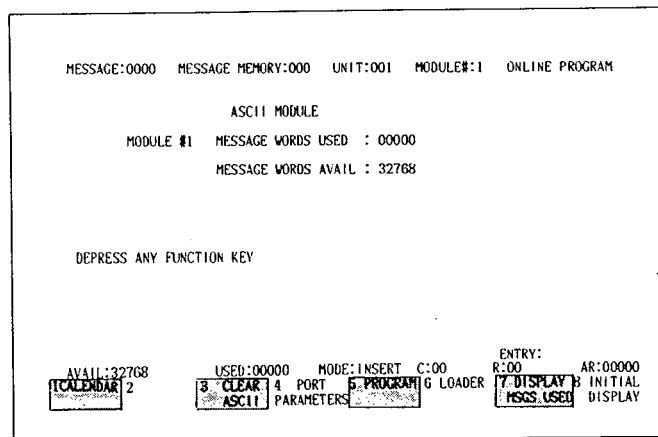 MESSAGE:0000 MESSAGE MEMORY:000 UNIT:001 MODULE#:1 ONLINE PROGRAM
ASCII MODULE
MODULE #1 MESSAGE WORDS USED : 00000
MESSAGE WORDS AVAIL : 32768
DEPRESS ANY FUNCTION KEY
ENTRY:
AVAIL:32768 USED:00000 MODE:INSERT C:00 R:00 AR:00000
1CALENDAR 2 3 CLEAR 4 PORT 5 PROGRAM 6 LOADER 7 DISPLAY 8 INITIAL
ASCII PARAMETERS MSGS USED DISPLAY